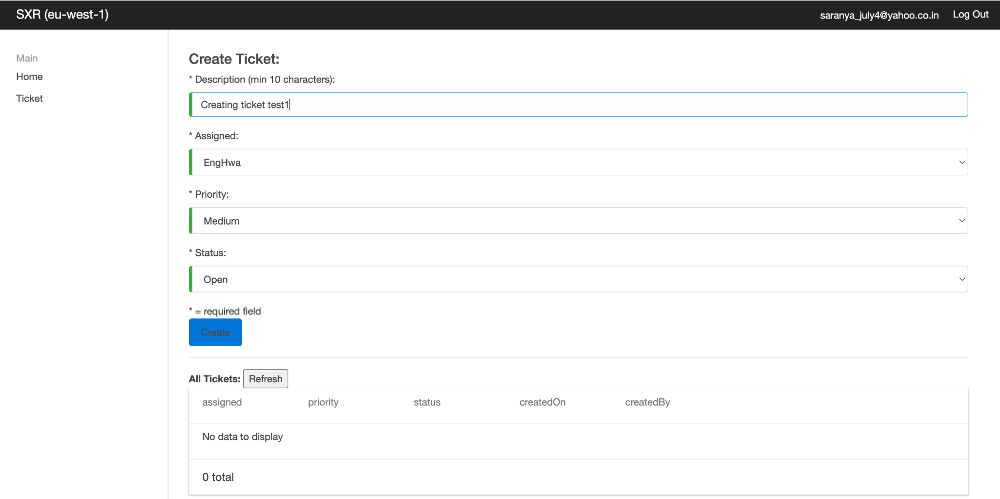 SXR (eu-west-1)
saranya_july4@yahoo.co.in Log Out
Main
Home
Ticket
Create Ticket:
* Description (min 10 characters):
Creating ticket test1
* Assigned:
EngHwa
* Priority:
Medium
* Status:
Open
* = required field
Create
All Tickets: Refresh
assigned priority status createdOn createdBy
No data to display
0 total